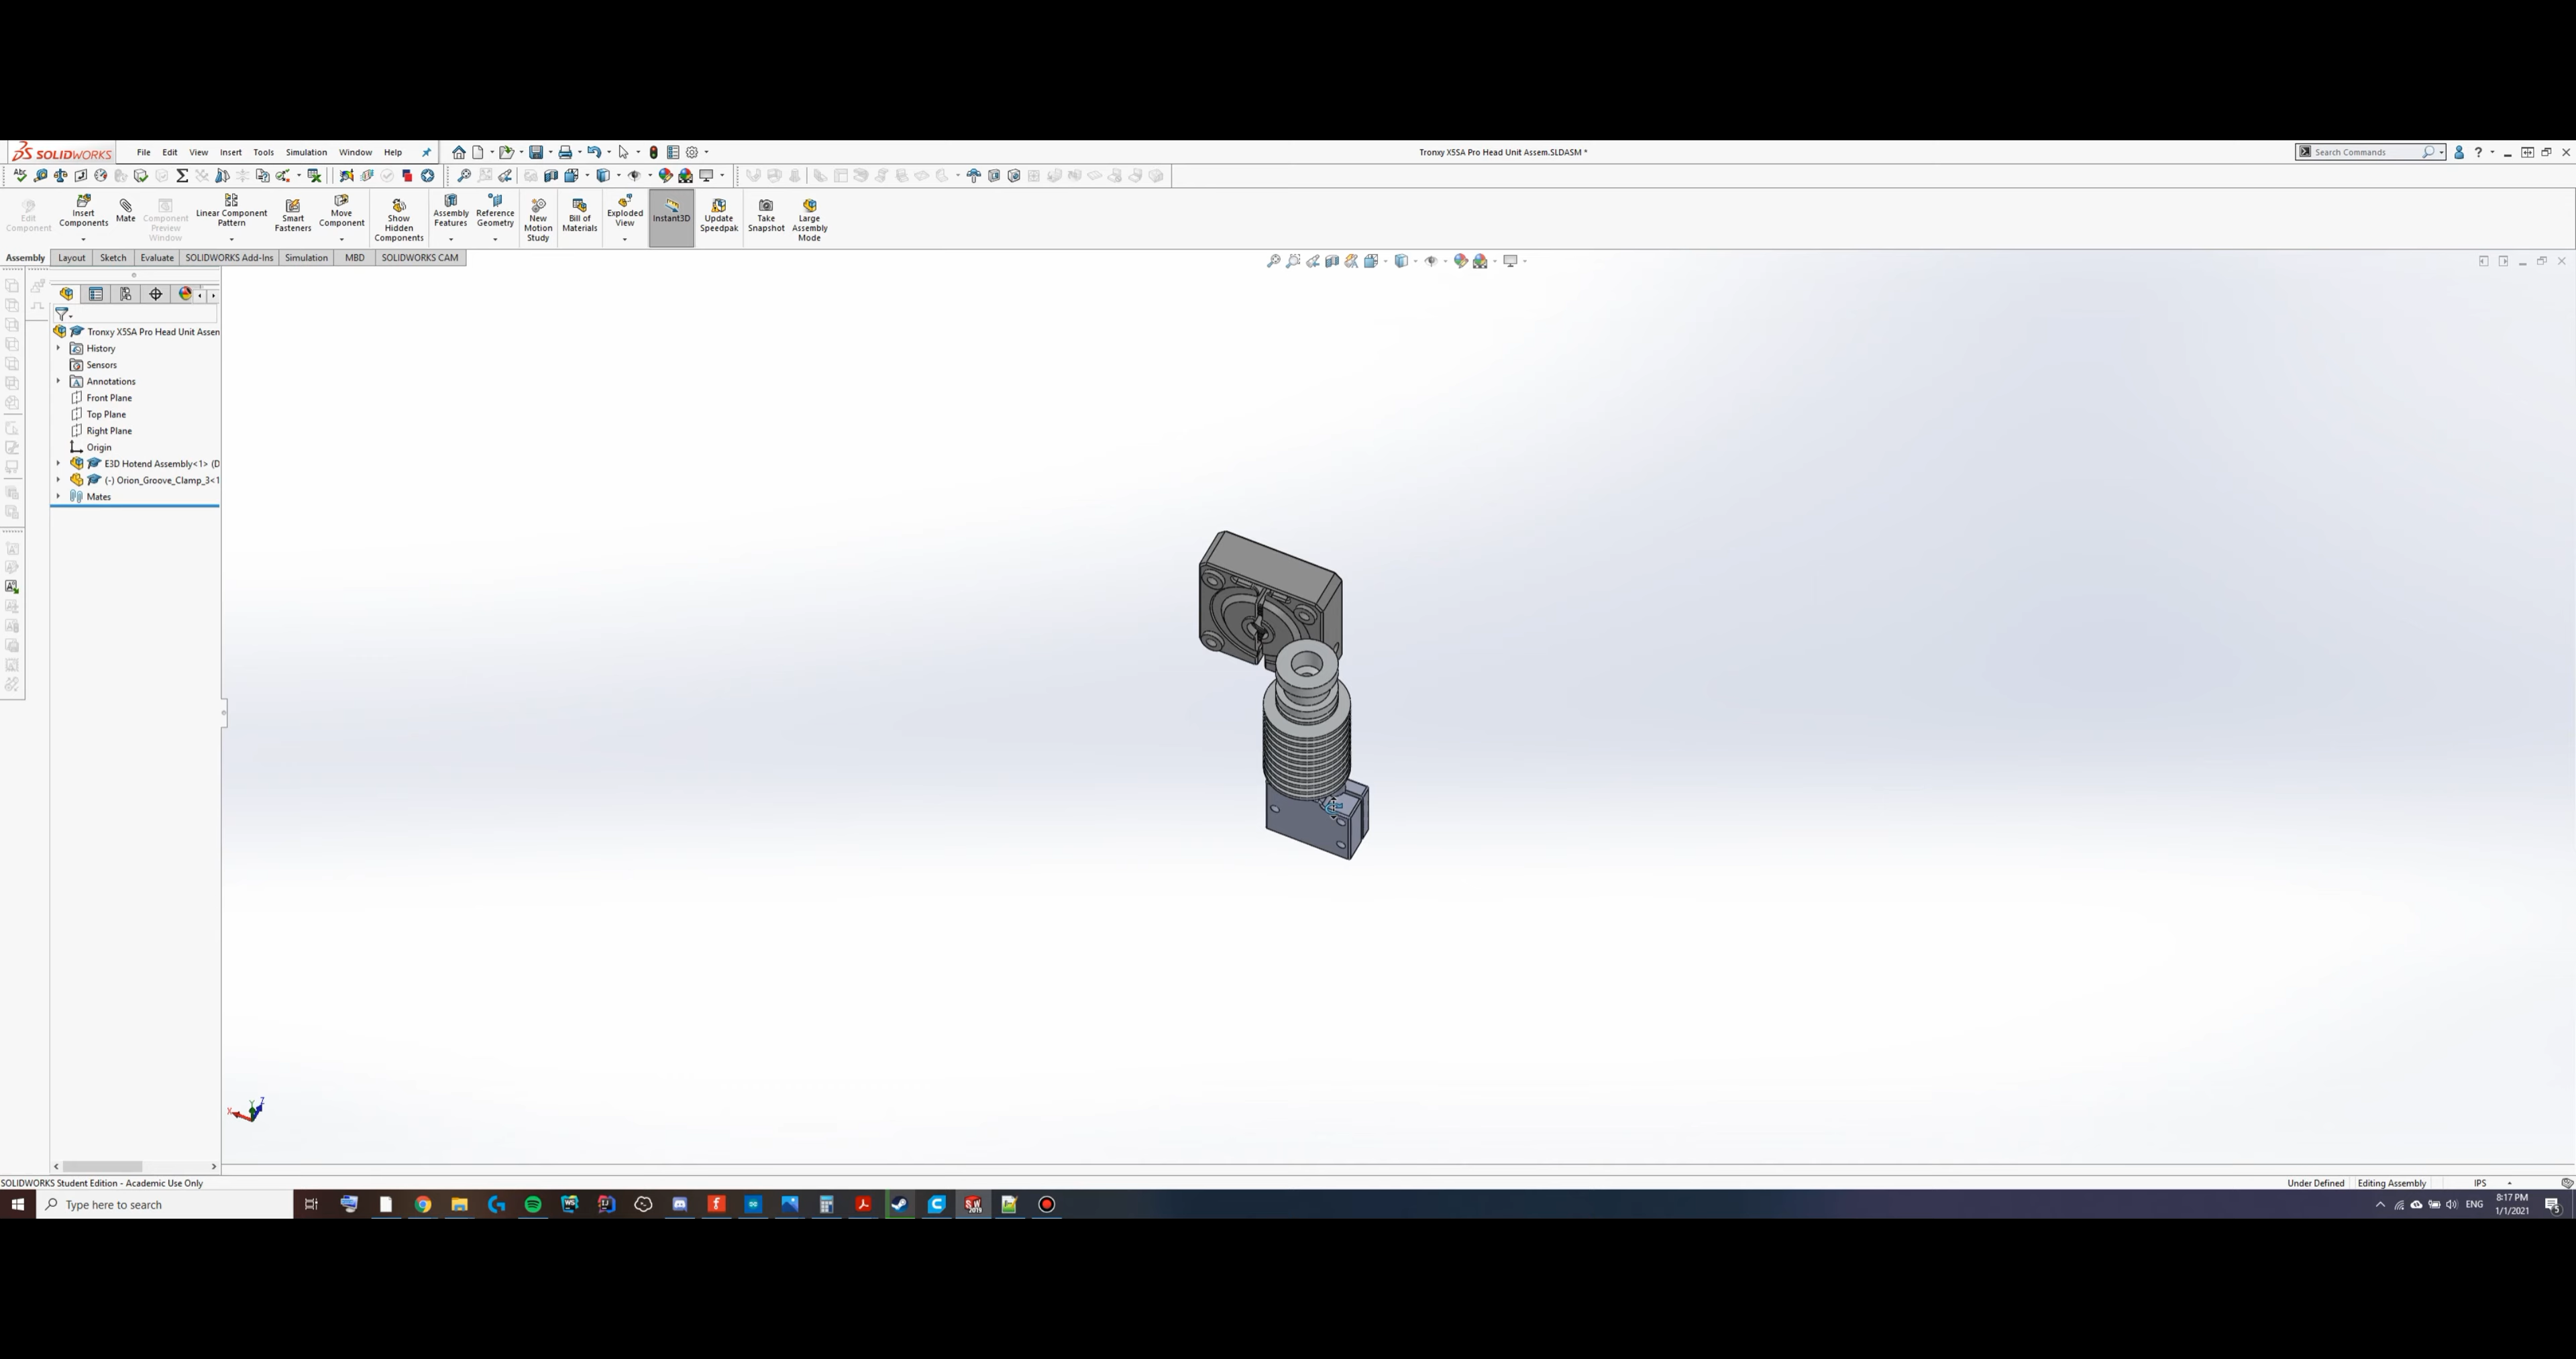 SOLIDWORKS File Edit View Insert Tools Simulation Window Help Tronxy X5SA Pro Head Unit Assem.SLDASM * Search Commands
Edit Component
Insert Components
Mate
Component Preview Window
Linear Component Pattern
Smart Fasteners
Move Component
Show Hidden Components
Assembly Features
Reference Geometry
New Motion Study
Bill of Materials
Exploded View
Instant3D
Update Speedpak
Take Snapshot
Large Assembly Mode
Assembly Layout Sketch Evaluate SOLIDWORKS Add-Ins Simulation MBD SOLIDWORKS CAM
Tronxy X5SA Pro Head Unit Assen
History
Sensors
Annotations
Front Plane
Top Plane
Right Plane
Origin
E3D Hotend Assembly<1> (D
(-) Orion_Groove_Clamp_3<1
Mates
X Y Z
SOLIDWORKS Student Edition - Academic Use Only Under Defined Editing Assembly IPS
Type here to search ENG 8:17 PM
1/1/2021